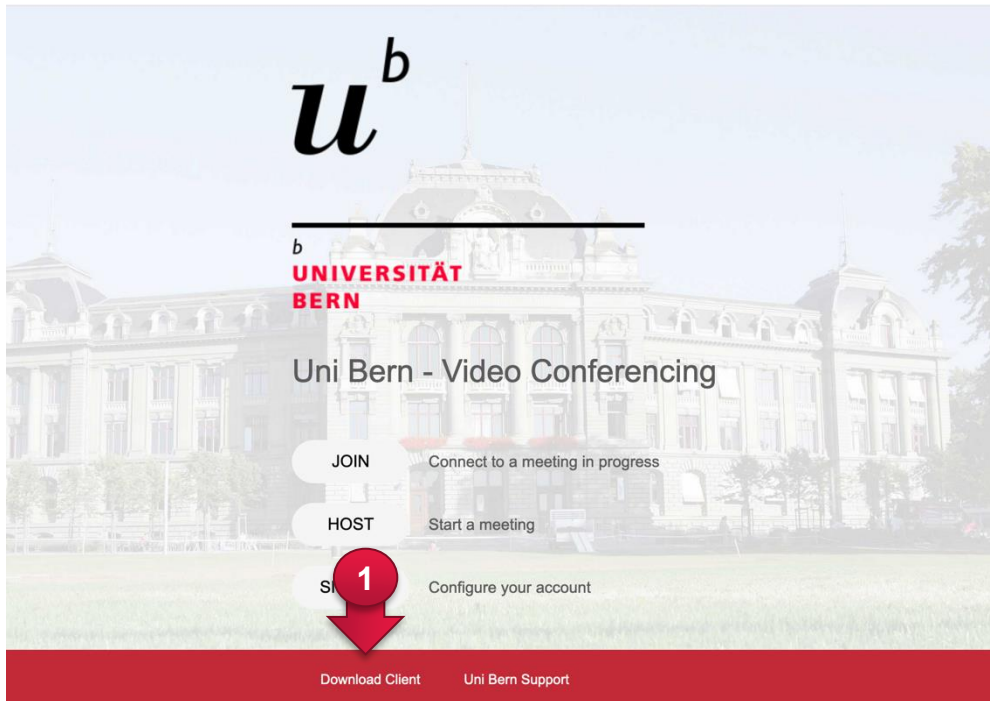 u b
b
UNIVERSITÄT
BERN
Uni Bern - Video Conferencing
JOIN Connect to a meeting in progress
HOST Start a meeting
1
Configure your account
Download Client Uni Bern Support